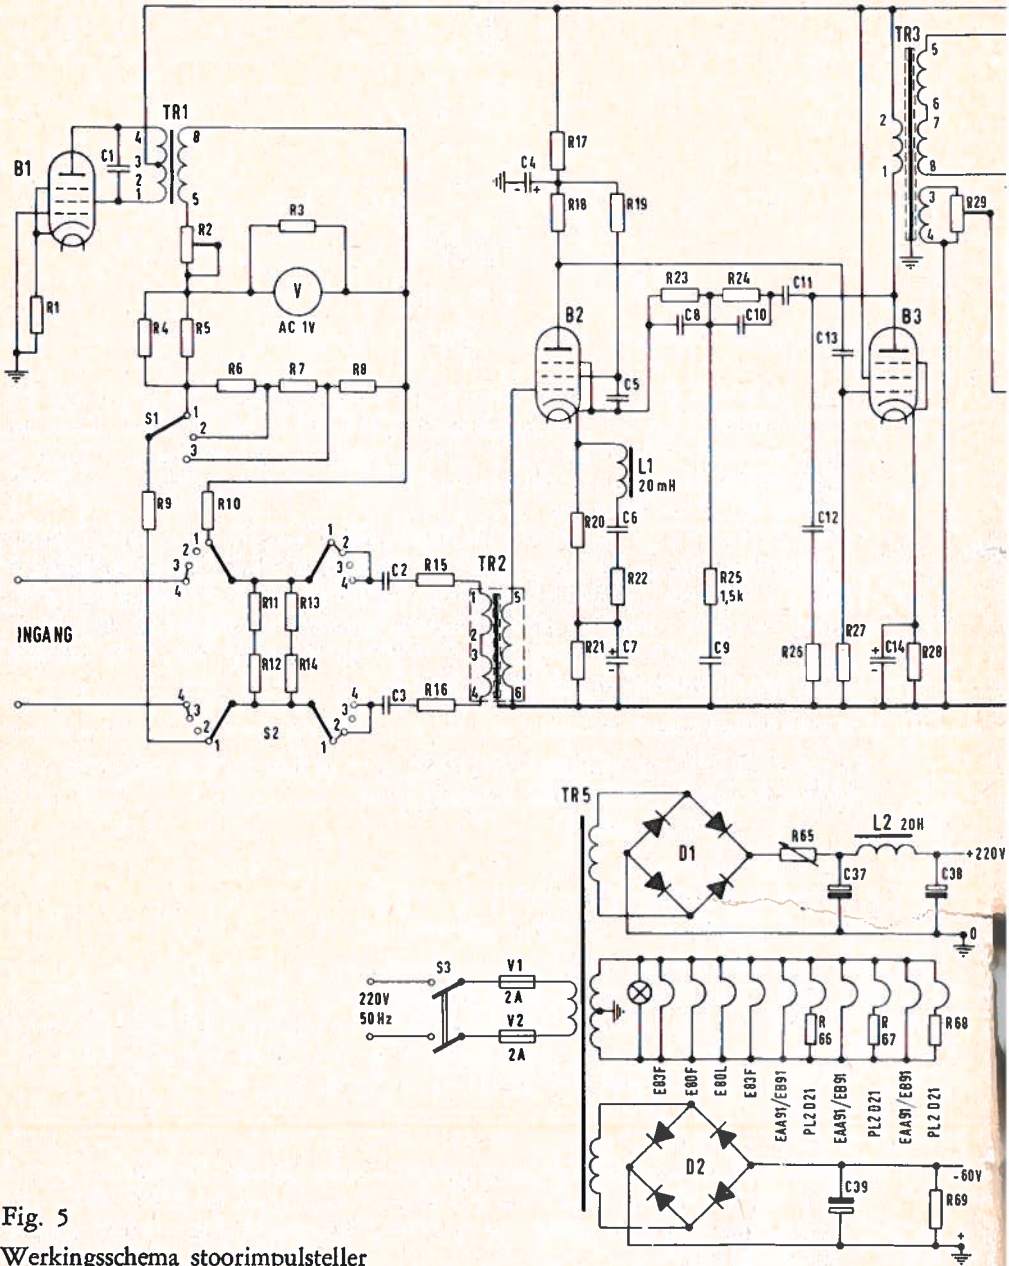 TR1
TR3
B1
C1
4
3
2
1
8
5
R1
R2
R3
V
AC 1V
R4
R5
R6
R7
R8
S1
1
2
3
R9
R10
INGANG
1
2
3
4
1
2
3
4
R11
R13
R12
R14
S2
4
3
2
1
4
3
2
1
C2
R15
C3
R16
TR2
1
2
3
4
5
6
R17
C4
- +
R18
R19
B2
C5
L1
20 mH
R20
C6
R22
R21
+
-
C7
R23
R24
C8
C10
C11
R25
1,5k
C9
C13
C12
B3
R26
R27
+
-
C14
R28
2
1
5
6
7
8
3
4
R29
TR5
D1
R65
L2 20H
+220V
C37
C38
0
S3
220V
50Hz
V1
2A
V2
2A
R
66
R
67
R68
E83F
E80F
E80L
E83F
EAA91/EB91
PL2D21
EAA91/EB91
PL2D21
EAA91/EB91
PL2D21
D2
C39
-60V
R69
+
Fig. 5
Werkingsschema stoorimpulsteller